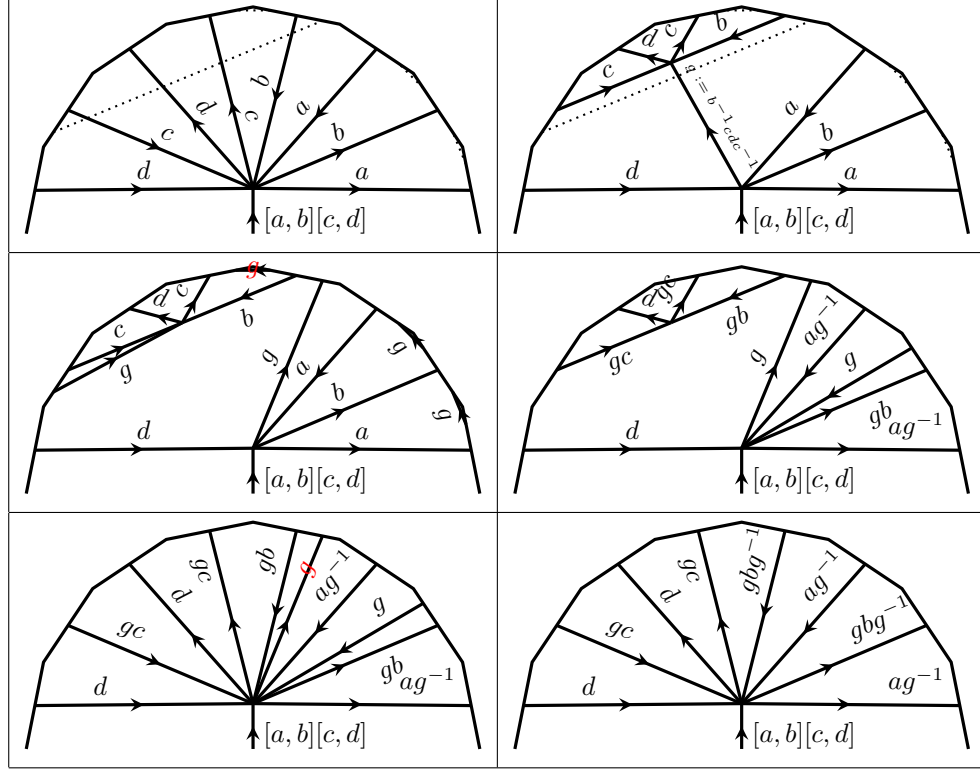 d c d c b a b a
[a, b][c, d]
c d c b
g := b⁻¹cdc⁻¹
d a b a
[a, b][c, d]
g
c d c b
g g a b g g
d a
[a, b][c, d]
d gc
gc gb g ag⁻¹ g
d gb ag⁻¹
[a, b][c, d]
gc d gc gb g ag⁻¹ g
d gb ag⁻¹
[a, b][c, d]
gc d gc gbg⁻¹ ag⁻¹ gbg⁻¹
d ag⁻¹
[a, b][c, d]